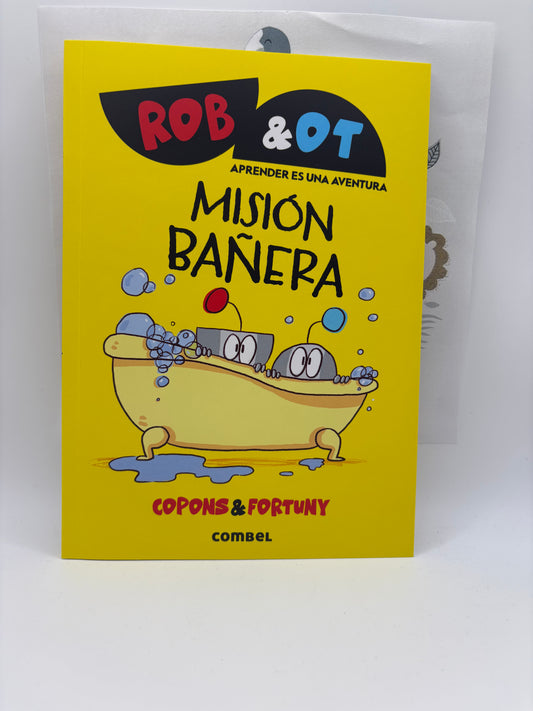 ROB &OT
APRENDER ES UNA AVENTURA
MISIÓN
BAÑERA
COPONS & FORTUNY
COMBEL